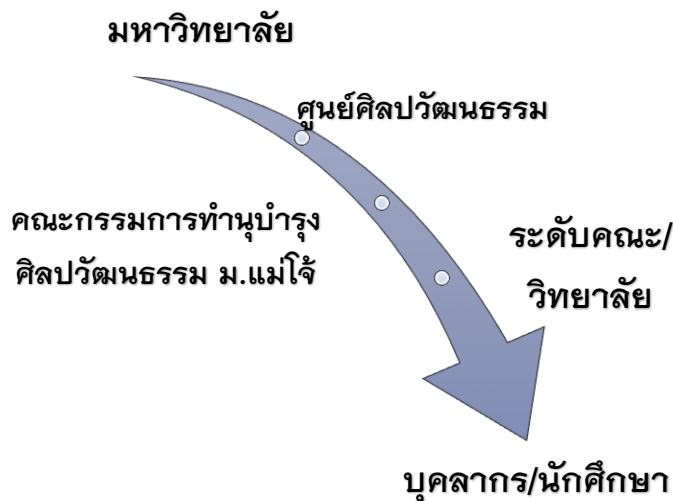 มหาวิทยาลัย
ศูนย์ศิลปวัฒนธรรม
คณะกรรมการทำนุบำรุง
ศิลปวัฒนธรรม ม.แม่โจ้
ระดับคณะ/
วิทยาลัย
บุคลากร/นักศึกษา